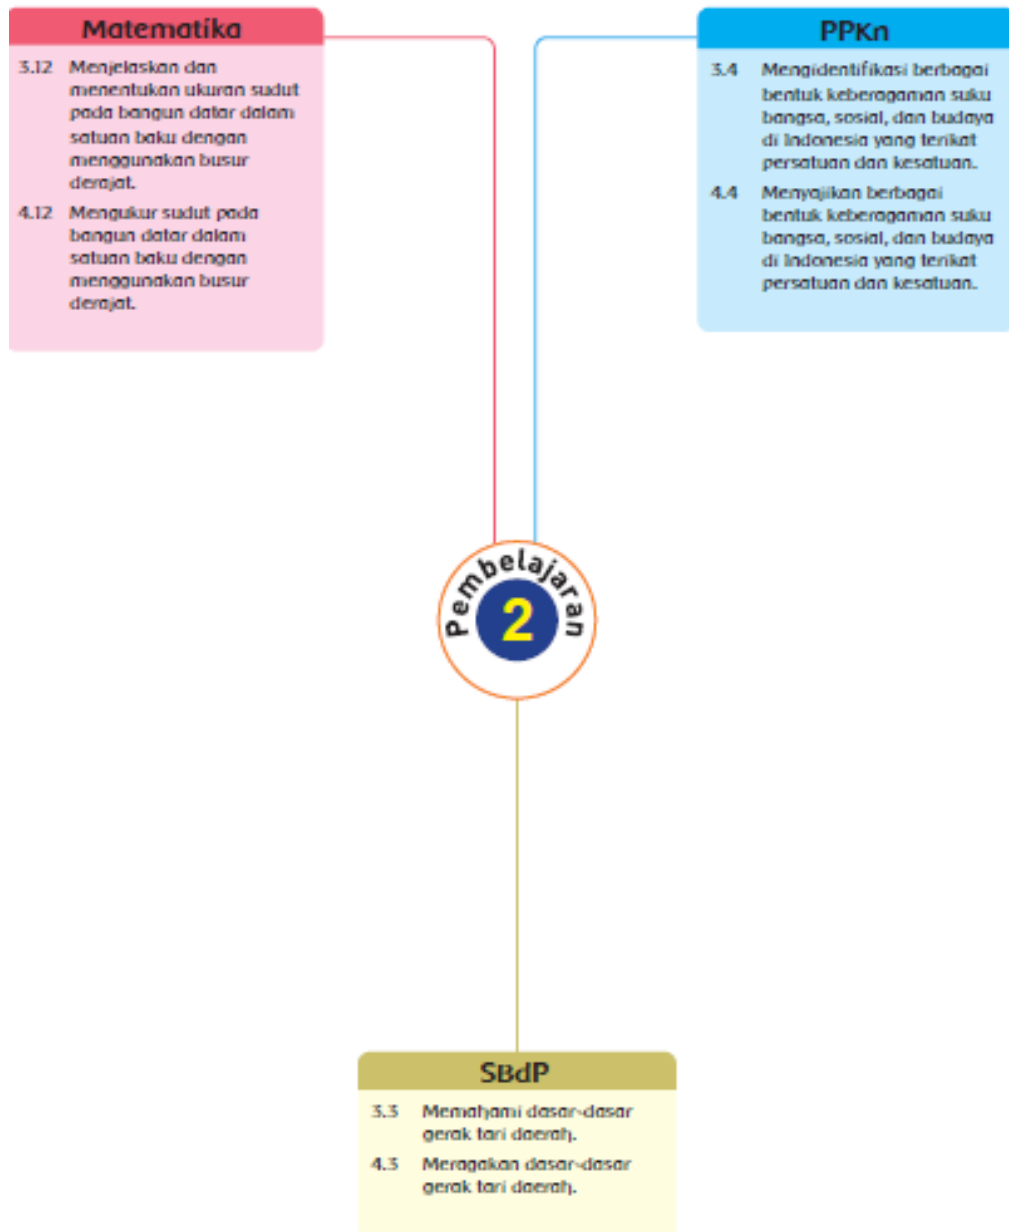 Matematika
3.12 Menjelaskan dan
menentukan ukuran sudut
pada bangun datar dalam
satuan baku dengan
menggunakan busur
derajat.
4.12 Mengukur sudut pada
bangun datar dalam
satuan baku dengan
menggunakan busur
derajat.
PPKn
3.4 Mengidentifikasi berbagai
bentuk keberagaman suku
bangsa, sosial, dan budaya
di Indonesia yang terikat
persatuan dan kesatuan.
4.4 Menyajikan berbagai
bentuk keberagaman suku
bangsa, sosial, dan budaya
di Indonesia yang terikat
persatuan dan kesatuan.
Pembelajaran
2
SBdP
3.3 Memahami dasar-dasar
gerak tari daerah.
4.3 Meragakan dasar-dasar
gerak tari daerah.